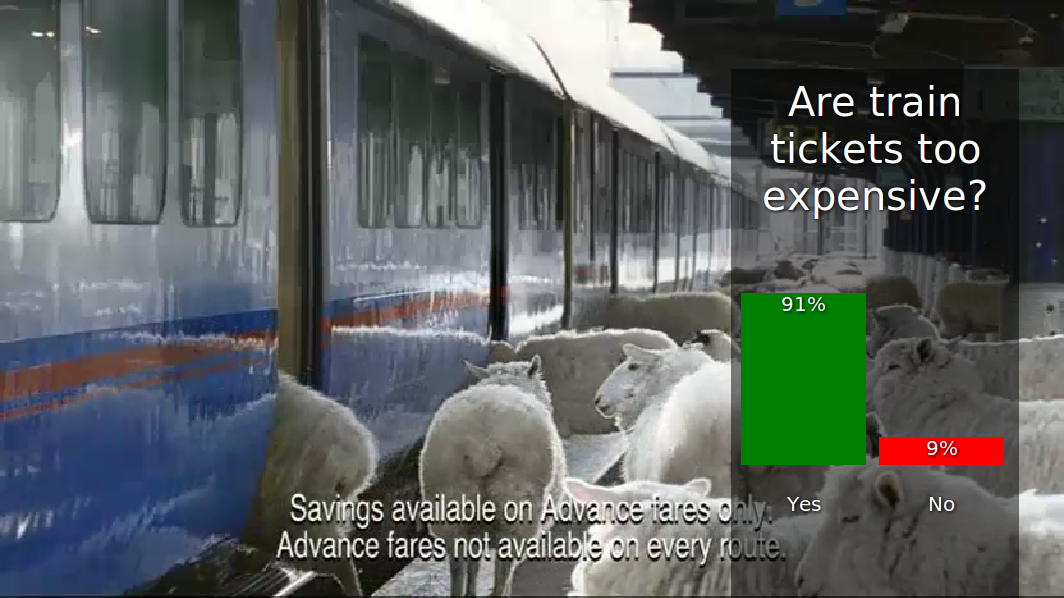 Are train
tickets too
expensive?
91%
9%
Yes
No
Savings available on Advance fares only.
Advance fares not available on every route.